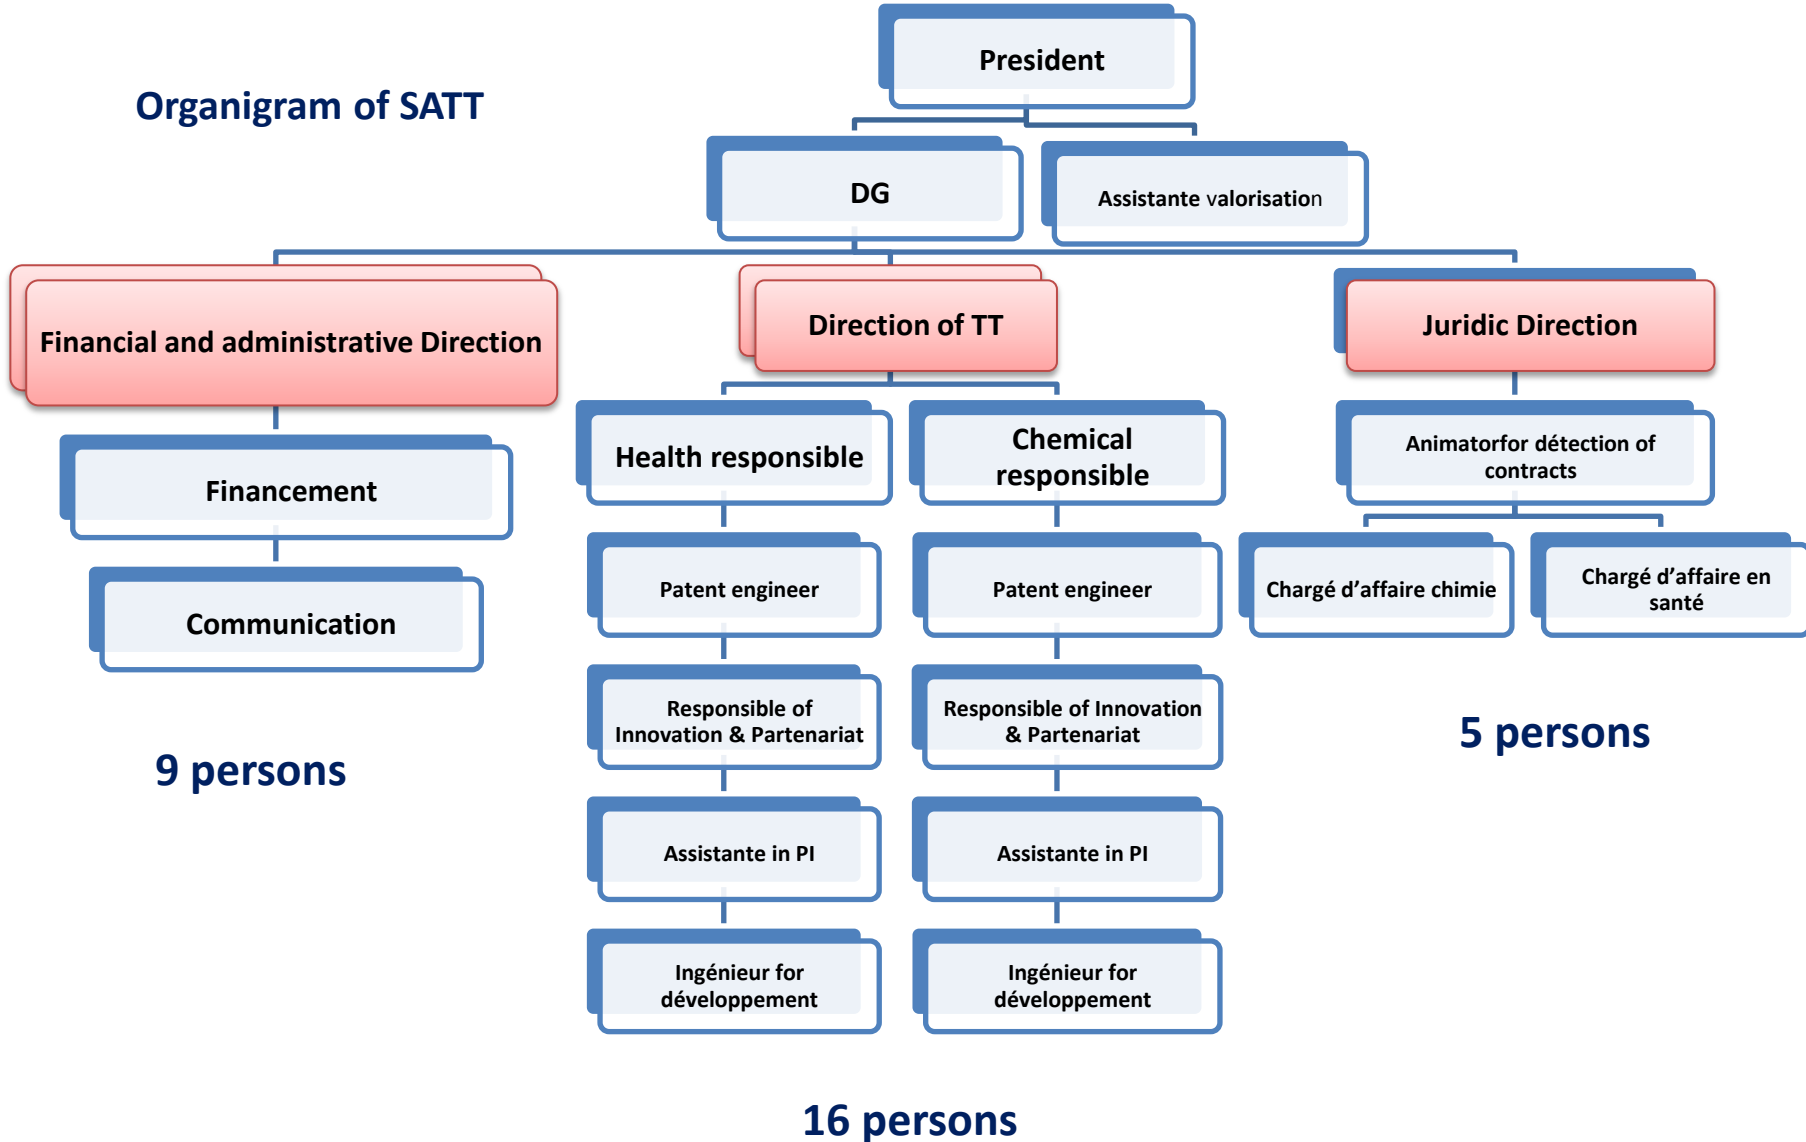 Organigram of SATT
President
DG
Assistante valorisation
Financial and administrative Direction
Direction of TT
Juridic Direction
Financement
Communication
Health responsible
Chemical
responsible
Animatorfor détection of
contracts
Patent engineer
Patent engineer
Chargé d’affaire chimie
Chargé d’affaire en
santé
Responsible of
Innovation & Partenariat
Responsible of Innovation
& Partenariat
Assistante in PI
Assistante in PI
Ingénieur for
développement
Ingénieur for
développement
9 persons
5 persons
16 persons